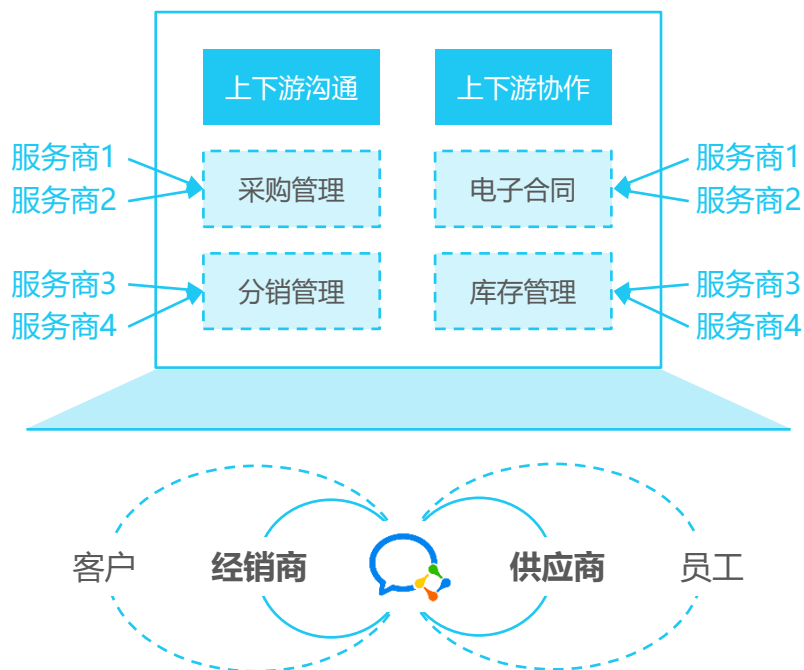 上下游沟通 上下游协作
服务商1 采购管理 电子合同 服务商1
服务商2 服务商2
服务商3 分销管理 库存管理 服务商3
服务商4 服务商4
客户 经销商 供应商 员工